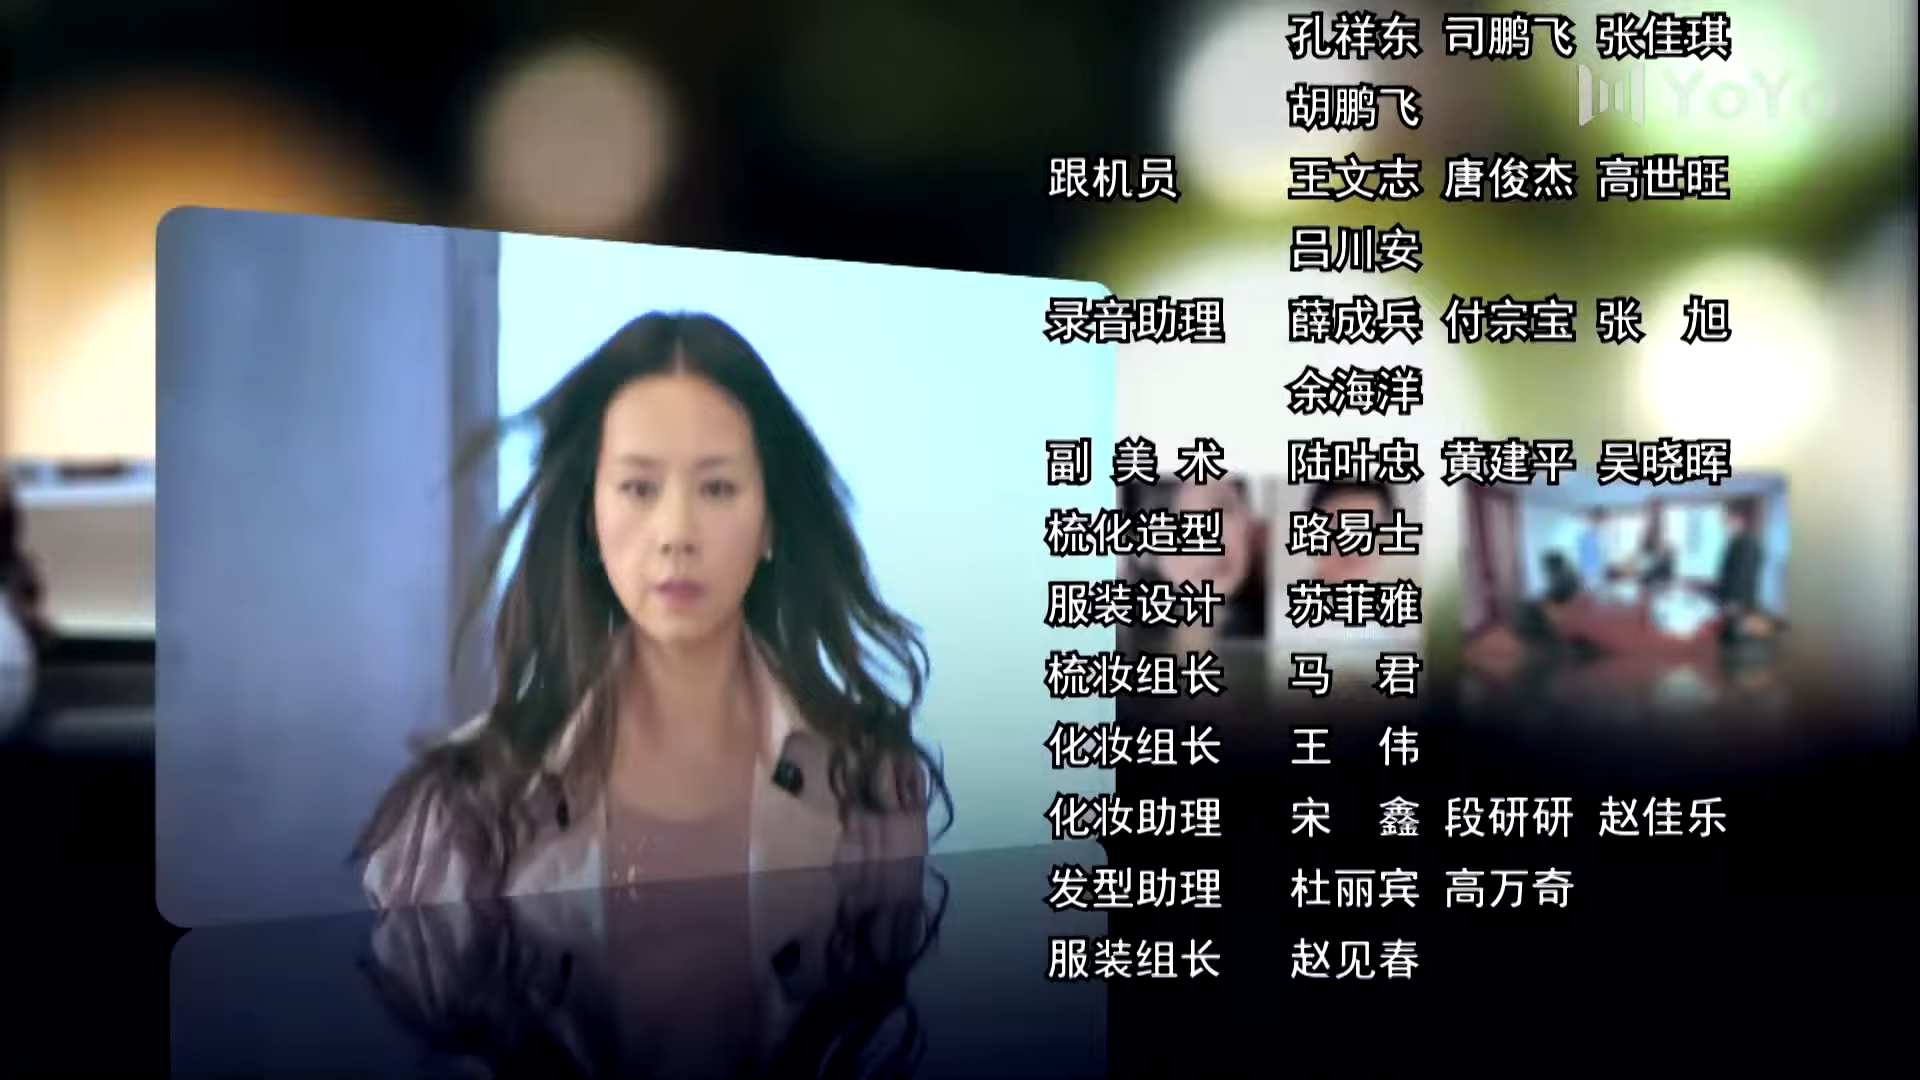 孔祥东 司鹏飞 张佳琪
YoYo
胡鹏飞
跟机员 王文志 唐俊杰 高世旺
吕川安
录音助理 薛成兵 付宗宝 张 旭
余海洋
副 美 术 陆叶忠 黄建平 吴晓晖
梳化造型 路易士
服装设计 苏菲雅
梳妆组长 马 君
化妆组长 王 伟
化妆助理 宋 鑫 段研研 赵佳乐
发型助理 杜丽宾 高万奇
服装组长 赵见春